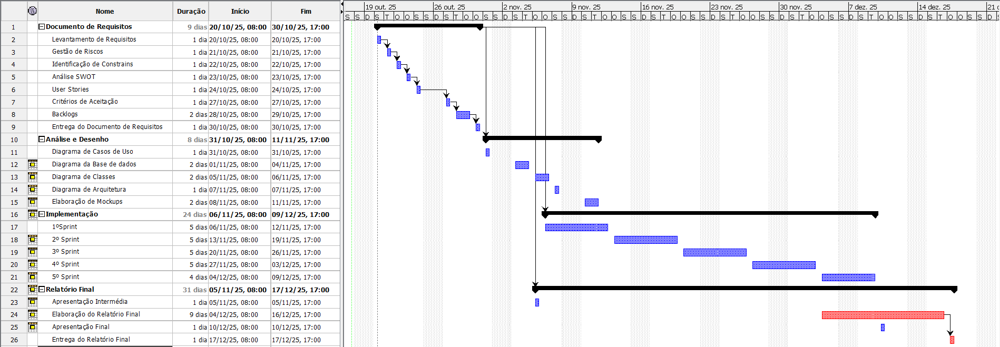 Nome Duração Início Fim 19 out. 25 26 out. 25 2 nov. 25 9 nov. 25 16 nov. 25 23 nov. 25 30 nov. 25 7 dez. 25 14 dez. 25 21
S S D S T Q Q S S D S T Q Q S S D S T Q Q S S D S T Q Q S S D S T Q Q S S D S T Q Q S S D S T Q Q S S D S T Q Q S S D S T Q Q S S D
1 Documento de Requisitos 9 dias 20/10/25, 08:00 30/10/25, 17:00
2 Levantamento de Requisitos 1 dia 20/10/25, 08:00 20/10/25, 17:00
3 Gestão de Riscos 1 dia 21/10/25, 08:00 21/10/25, 17:00
4 Identificação de Constrains 1 dia 22/10/25, 08:00 22/10/25, 17:00
5 Análise SWOT 1 dia 23/10/25, 08:00 23/10/25, 17:00
6 User Stories 1 dia 24/10/25, 08:00 24/10/25, 17:00
7 Critérios de Aceitação 1 dia 27/10/25, 08:00 27/10/25, 17:00
8 Backlogs 2 dias 28/10/25, 08:00 29/10/25, 17:00
9 Entrega do Documento de Requisitos 1 dia 30/10/25, 08:00 30/10/25, 17:00
10 Análise e Desenho 8 dias 31/10/25, 08:00 11/11/25, 17:00
11 Diagrama de Casos de Uso 1 dia 31/10/25, 08:00 31/10/25, 17:00
12 Diagrama da Base de dados 2 dias 01/11/25, 08:00 04/11/25, 17:00
13 Diagrama de Classes 2 dias 05/11/25, 08:00 06/11/25, 17:00
14 Diagrama de Arquitetura 1 dia 07/11/25, 08:00 07/11/25, 17:00
15 Elaboração de Mockups 2 dias 08/11/25, 08:00 11/11/25, 17:00
16 Implementação 24 dias 06/11/25, 08:00 09/12/25, 17:00
17 1ºSprint 5 dias 06/11/25, 08:00 12/11/25, 17:00
18 2º Sprint 5 dias 13/11/25, 08:00 19/11/25, 17:00
19 3º Sprint 5 dias 20/11/25, 08:00 26/11/25, 17:00
20 4º Sprint 5 dias 27/11/25, 08:00 03/12/25, 17:00
21 5º Sprint 4 dias 04/12/25, 08:00 09/12/25, 17:00
22 Relatório Final 31 dias 05/11/25, 08:00 17/12/25, 17:00
23 Apresentação Intermédia 1 dia 05/11/25, 08:00 05/11/25, 17:00
24 Elaboração do Relatório Final 9 dias 04/12/25, 08:00 16/12/25, 17:00
25 Apresentação Final 1 dia 10/12/25, 08:00 10/12/25, 17:00
26 Entrega do Relatório Final 1 dia 17/12/25, 08:00 17/12/25, 17:00